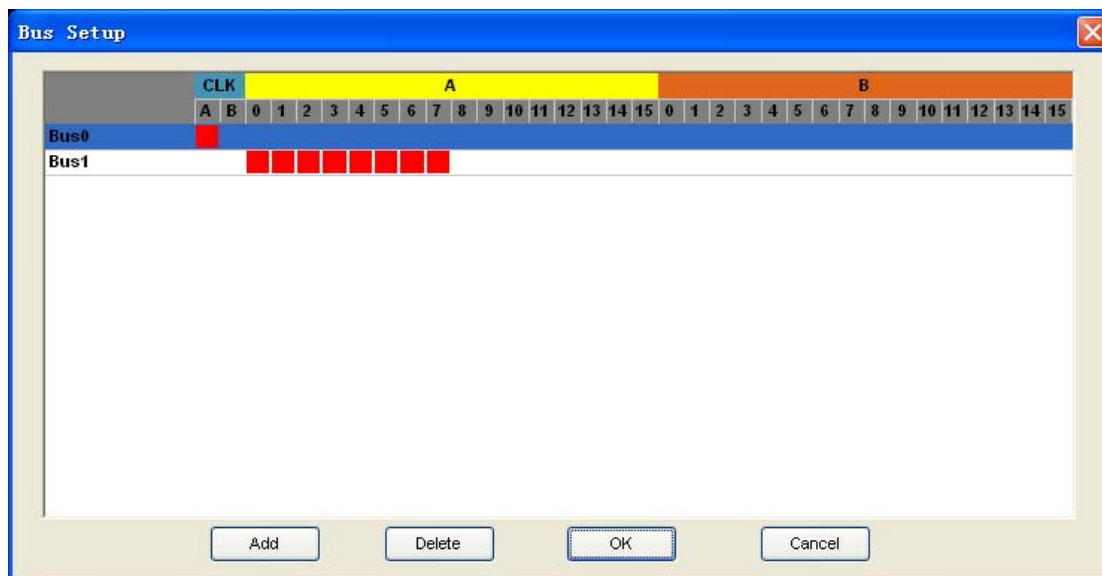 Bus Setup
CLK A B
A B 0 1 2 3 4 5 6 7 8 9 10 11 12 13 14 15 0 1 2 3 4 5 6 7 8 9 10 11 12 13 14 15
Bus0
Bus1
Add Delete OK Cancel